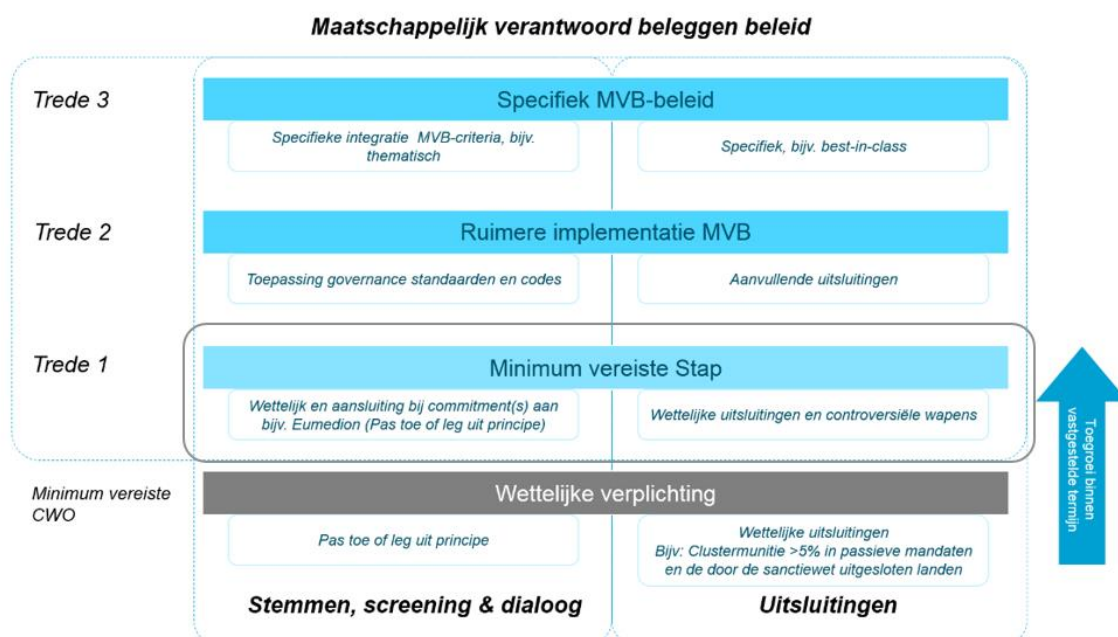 Maatschappelijk verantwoord beleggen beleid
Trede 3
Specifiek MVB-beleid
Specifieke integratie MVB-criteria, bijv.
thematisch
Specifiek, bijv. best-in-class
Trede 2
Ruimere implementatie MVB
Toepassing governance standaarden en codes
Aanvullende uitsluitingen
Trede 1
Minimum vereiste Stap
Wettelijk en aansluiting bij commitment(s) aan
bijv. Eumedion (Pas toe of leg uit principe)
Wettelijke uitsluitingen en controversiële wapens
Toegroei binnen
vastgestelde termijn
Minimum vereiste
CWO
Wettelijke verplichting
Pas toe of leg uit principe
Wettelijke uitsluitingen
Bijv: Clustermunitie >5% in passieve mandaten
en de door de sanctiewet uitgesloten landen
Stemmen, screening & dialoog
Uitsluitingen